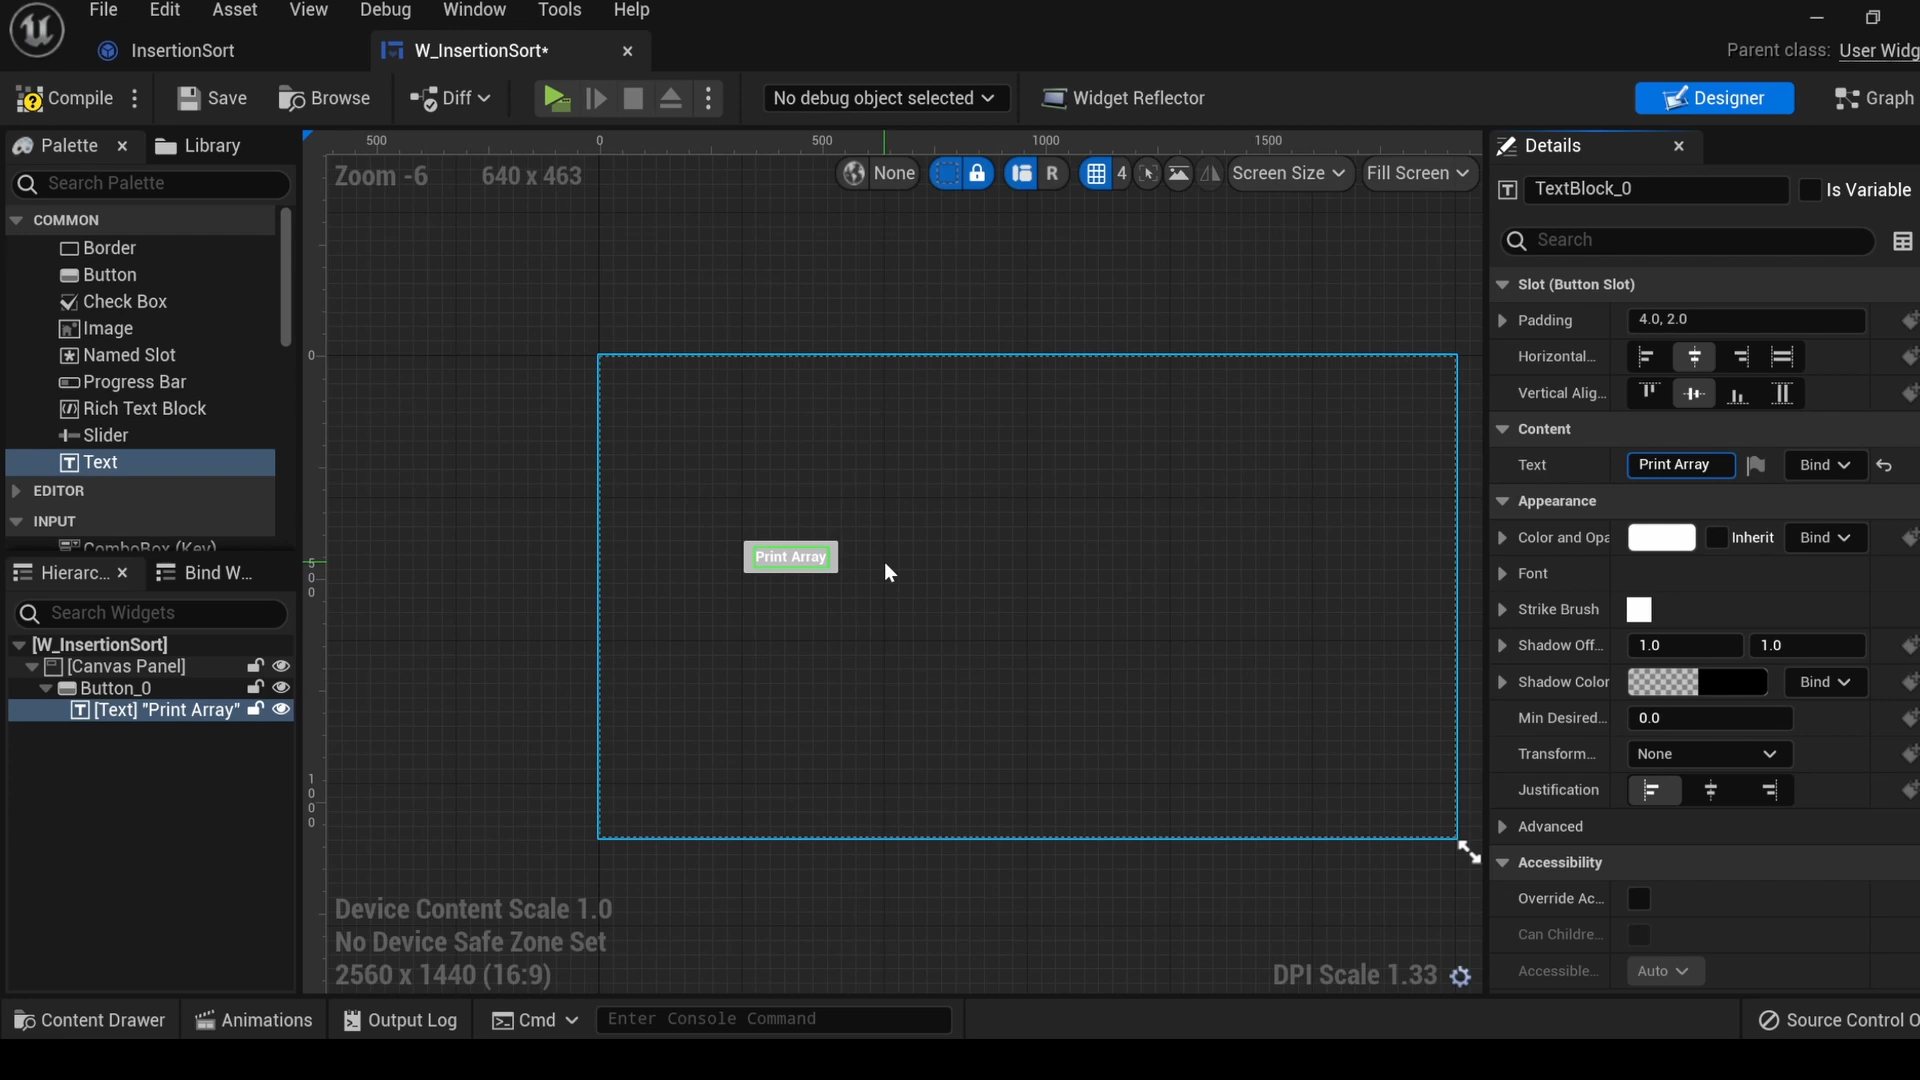 File Edit Asset View Debug Window Tools Help
InsertionSort
W_InsertionSort*
Parent class: User Widg
Compile
Save
Browse
Diff
No debug object selected
Widget Reflector
Designer
Graph
Palette
Library
Search Palette
COMMON
Border
Button
Check Box
Image
Named Slot
Progress Bar
Rich Text Block
Slider
Text
EDITOR
INPUT
ComboBox (Key)
Hierarc...
Bind W...
Search Widgets
[W_InsertionSort]
[Canvas Panel]
Button_0
[Text] "Print Array"
500 0 500 1000 1500
Zoom -6 640 x 463
None
R
4
Screen Size
Fill Screen
0
500
1000
Print Array
Device Content Scale 1.0
No Device Safe Zone Set
2560 x 1440 (16:9)
DPI Scale 1.33
Details
TextBlock_0
Is Variable
Search
Slot (Button Slot)
Padding 4.0, 2.0
Horizontal...
Vertical Alig...
Content
Text Print Array Bind
Appearance
Color and Opa Inherit Bind
Font
Strike Brush
Shadow Off... 1.0 1.0
Shadow Color Bind
Min Desired... 0.0
Transform... None
Justification
Advanced
Accessibility
Override Ac...
Can Childre...
Accessible... Auto
Content Drawer
Animations
Output Log
Cmd
Enter Console Command
Source Control O